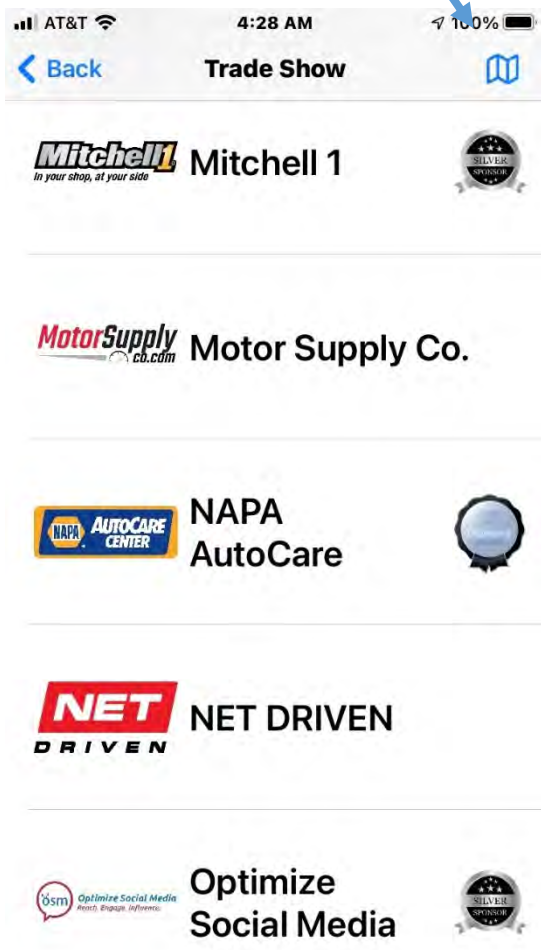 AT&T 4:28 AM 100%
Back Trade Show
Mitchell1
In your shop, at your side
Mitchell 1
SILVER
SPONSOR
MotorSupply
co.com
Motor Supply Co.
NAPA AUTOCARE
CENTER
NAPA
AutoCare
NET
DRIVEN
NET DRIVEN
ösm Optimize Social Media
Reach. Engage. Influence.
Optimize
Social Media
SILVER
SPONSOR